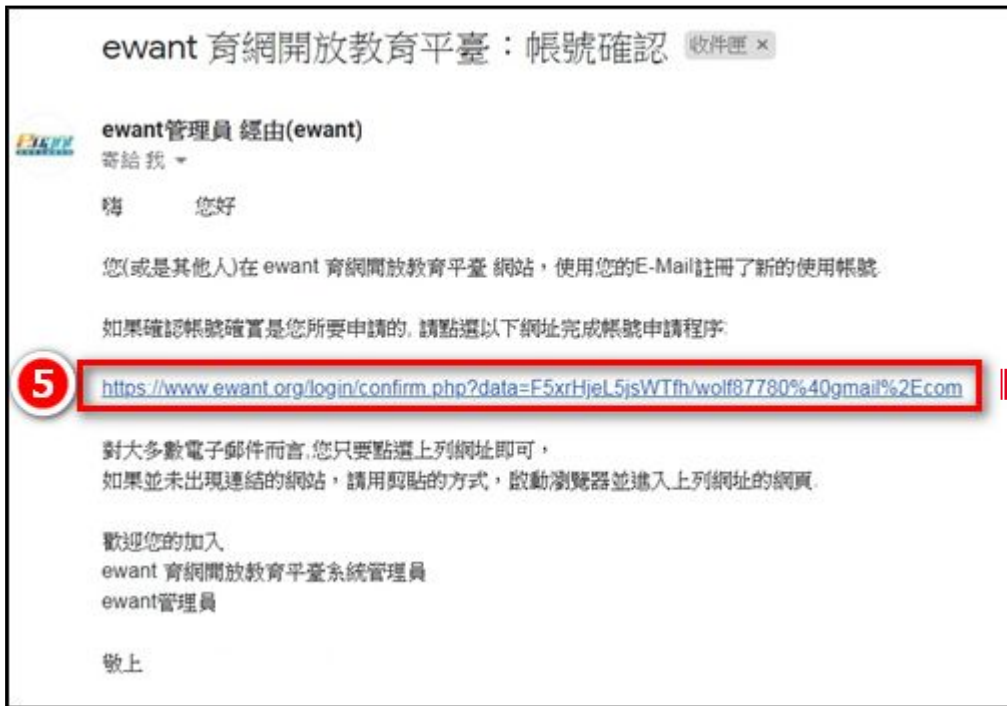 ewant 育網開放教育平臺：帳號確認 收件匣 ×
ewant
ewant管理員 經由(ewant)
寄給 我
嗨 您好
您(或是其他人)在 ewant 育網開放教育平臺 網站，使用您的E-Mail註冊了新的使用帳號.
如果確認帳號確實是您所要申請的, 請點選以下網址完成帳號申請程序:
5 https://www.ewant.org/login/confirm.php?data=F5xrHjeL5jsWTfh/wolf87780%40gmail%2Ecom
對大多數電子郵件而言,您只要點選上列網址即可，
如果並未出現連結的網站，請用剪貼的方式，啟動瀏覽器並進入上列網址的網頁.
歡迎您的加入
ewant 育網開放教育平臺系統管理員
ewant管理員
敬上